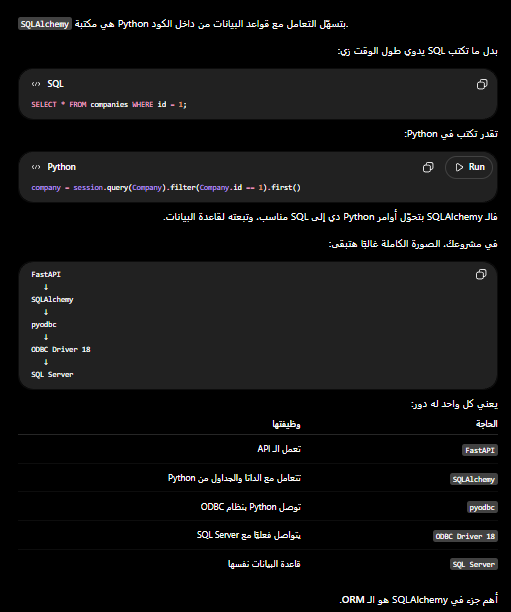 SQLAlchemy هي مكتبة Python بتسهّل التعامل مع قواعد البيانات من داخل الكود.
بدل ما تكتب SQL يدوي طول الوقت زي:
SQL
SELECT * FROM companies WHERE id = 1;
تقدر تكتب في Python:
Python
Run
company = session.query(Company).filter(Company.id == 1).first()
فالـ SQLAlchemy بتحوّل أوامر Python دي إلى SQL مناسب، وتبعته لقاعدة البيانات.
في مشروعك، الصورة الكاملة غالبًا هتبقى:
FastAPI
↓
SQLAlchemy
↓
pyodbc
↓
ODBC Driver 18
↓
SQL Server
يعني كل واحد له دور:
الحاجة وظيفتها
FastAPI تعمل الـ API
SQLAlchemy تتعامل مع الداتا والجداول من Python
pyodbc توصل Python بنظام ODBC
ODBC Driver 18 يتواصل فعليًا مع SQL Server
SQL Server قاعدة البيانات نفسها
أهم جزء في SQLAlchemy هو الـ ORM.